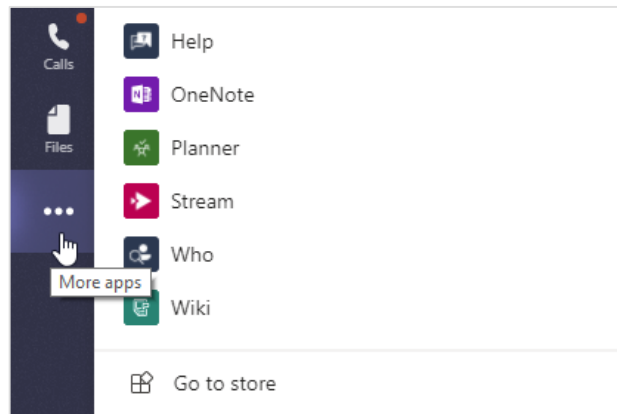 Calls
Files
More apps
Help
OneNote
Planner
Stream
Who
Wiki
Go to store